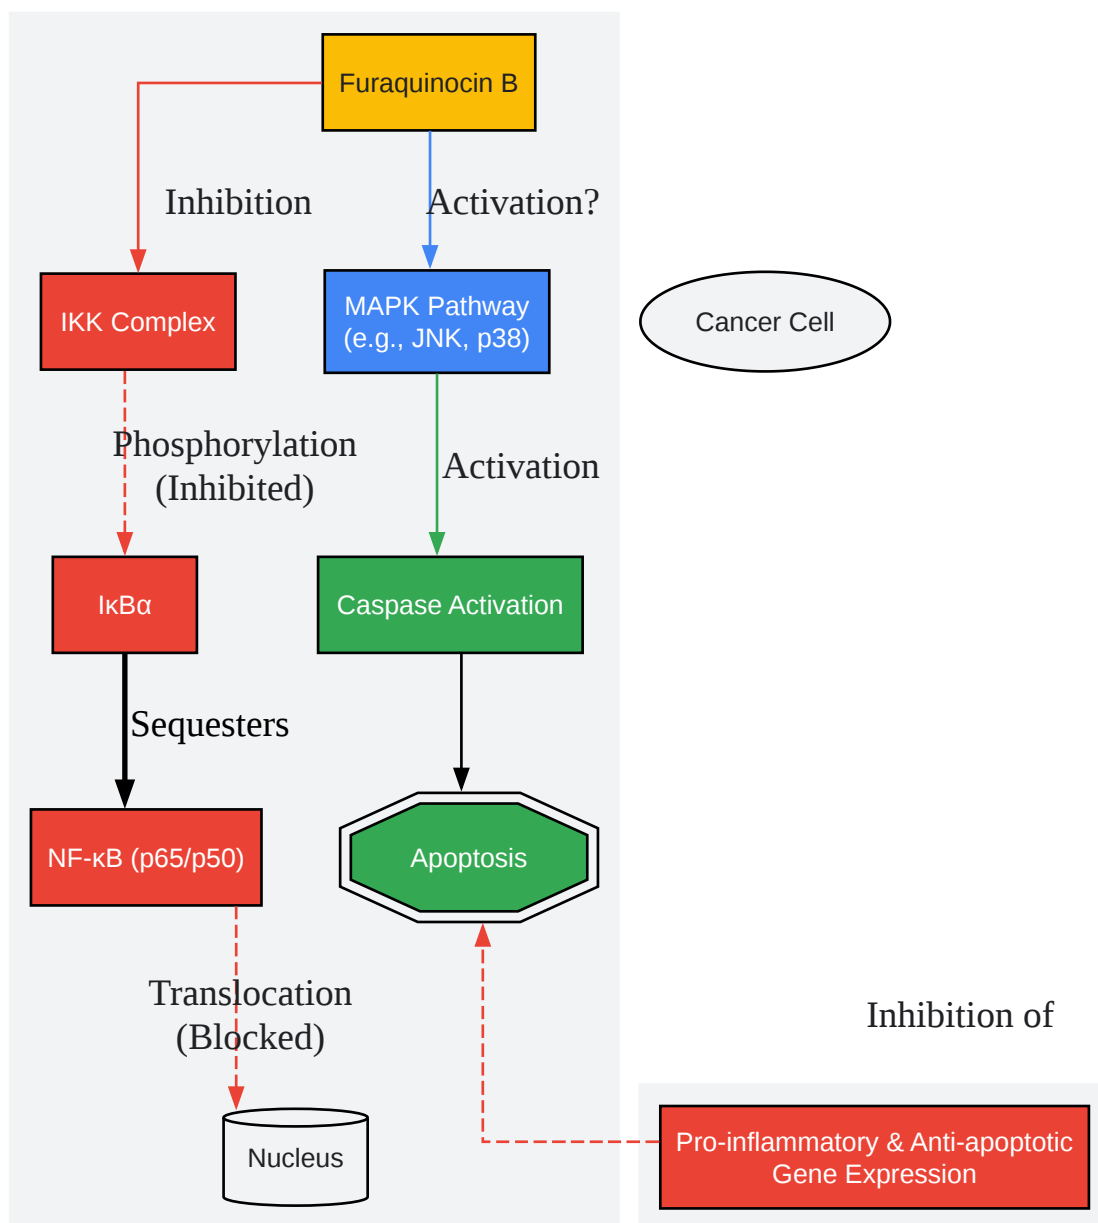 Furaquinocin B
Inhibition
Activation?
IKK Complex
MAPK Pathway
(e.g., JNK, p38)
Cancer Cell
Phosphorylation
(Inhibited)
Activation
IκBα
Caspase Activation
Sequesters
NF-κB (p65/p50)
Apoptosis
Translocation
(Blocked)
Inhibition of
Nucleus
Pro-inflammatory & Anti-apoptotic
Gene Expression